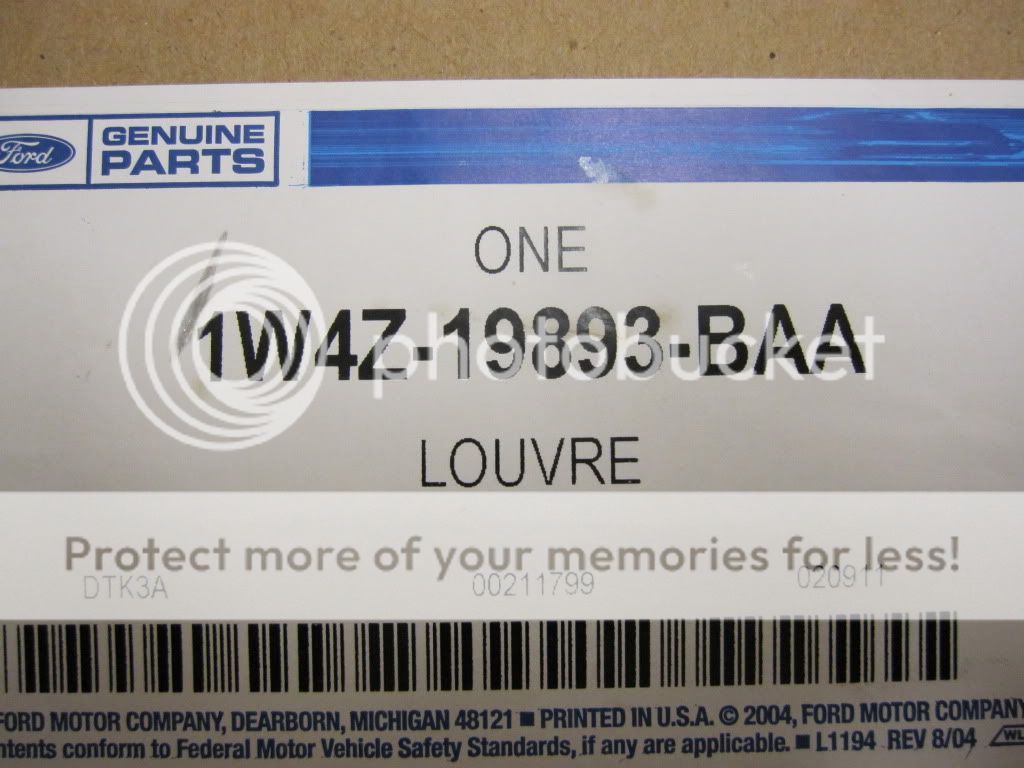 Ford GENUINE
PARTS
ONE
1W4Z-19893-BAA
photobucket
LOUVRE
Protect more of your memories for less!
DTK3A 00211799 020911
FORD MOTOR COMPANY, DEARBORN, MICHIGAN 48121 ■ PRINTED IN U.S.A. © 2004, FORD MOTOR COMPANY
ntents conform to Federal Motor Vehicle Safety Standards, if any are applicable. ■ L1194 REV 8/04 WL